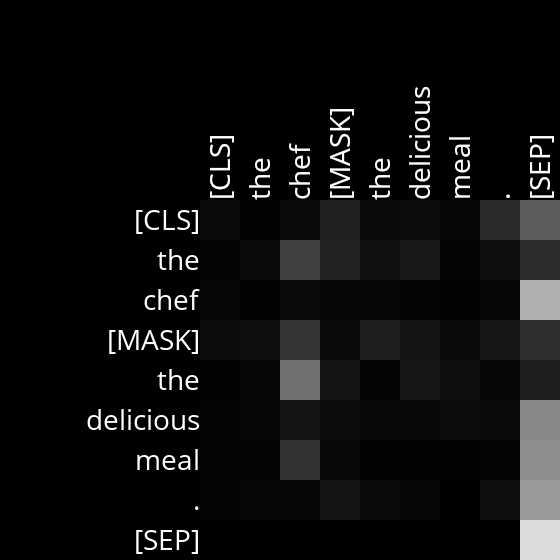 [CLS] the chef [MASK] the delicious meal . [SEP]
[CLS]
the
chef
[MASK]
the
delicious
meal
.
[SEP]